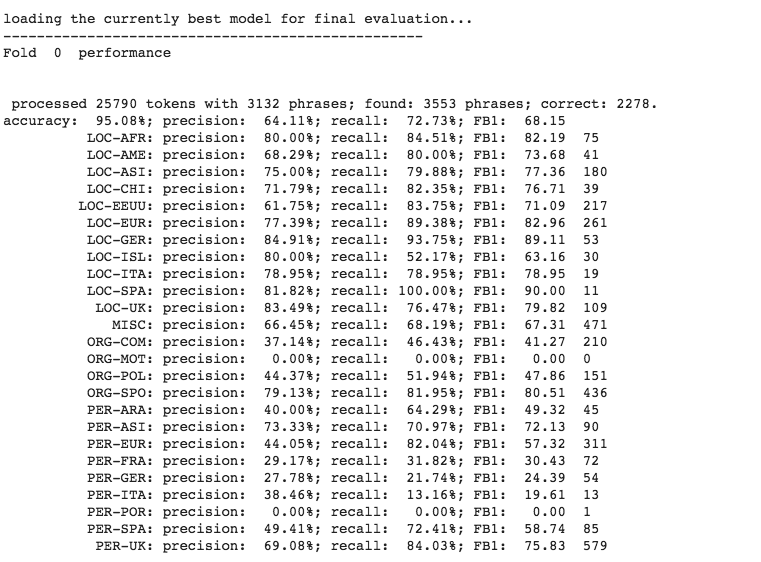 loading the currently best model for final evaluation...
--------------------------------------------------
Fold  0  performance
processed 25790 tokens with 3132 phrases; found: 3553 phrases; correct: 2278.
accuracy:  95.08%; precision:  64.11%; recall:  72.73%; FB1:  68.15
LOC-AFR: precision:  80.00%; recall:  84.51%; FB1:  82.19  75
LOC-AME: precision:  68.29%; recall:  80.00%; FB1:  73.68  41
LOC-ASI: precision:  75.00%; recall:  79.88%; FB1:  77.36  180
LOC-CHI: precision:  71.79%; recall:  82.35%; FB1:  76.71  39
LOC-EEUU: precision:  61.75%; recall:  83.75%; FB1:  71.09  217
LOC-EUR: precision:  77.39%; recall:  89.38%; FB1:  82.96  261
LOC-GER: precision:  84.91%; recall:  93.75%; FB1:  89.11  53
LOC-ISL: precision:  80.00%; recall:  52.17%; FB1:  63.16  30
LOC-ITA: precision:  78.95%; recall:  78.95%; FB1:  78.95  19
LOC-SPA: precision:  81.82%; recall: 100.00%; FB1:  90.00  11
LOC-UK: precision:  83.49%; recall:  76.47%; FB1:  79.82  109
MISC: precision:  66.45%; recall:  68.19%; FB1:  67.31  471
ORG-COM: precision:  37.14%; recall:  46.43%; FB1:  41.27  210
ORG-MOT: precision:   0.00%; recall:   0.00%; FB1:   0.00  0
ORG-POL: precision:  44.37%; recall:  51.94%; FB1:  47.86  151
ORG-SPO: precision:  79.13%; recall:  81.95%; FB1:  80.51  436
PER-ARA: precision:  40.00%; recall:  64.29%; FB1:  49.32  45
PER-ASI: precision:  73.33%; recall:  70.97%; FB1:  72.13  90
PER-EUR: precision:  44.05%; recall:  82.04%; FB1:  57.32  311
PER-FRA: precision:  29.17%; recall:  31.82%; FB1:  30.43  72
PER-GER: precision:  27.78%; recall:  21.74%; FB1:  24.39  54
PER-ITA: precision:  38.46%; recall:  13.16%; FB1:  19.61  13
PER-POR: precision:   0.00%; recall:   0.00%; FB1:   0.00  1
PER-SPA: precision:  49.41%; recall:  72.41%; FB1:  58.74  85
PER-UK: precision:  69.08%; recall:  84.03%; FB1:  75.83  579